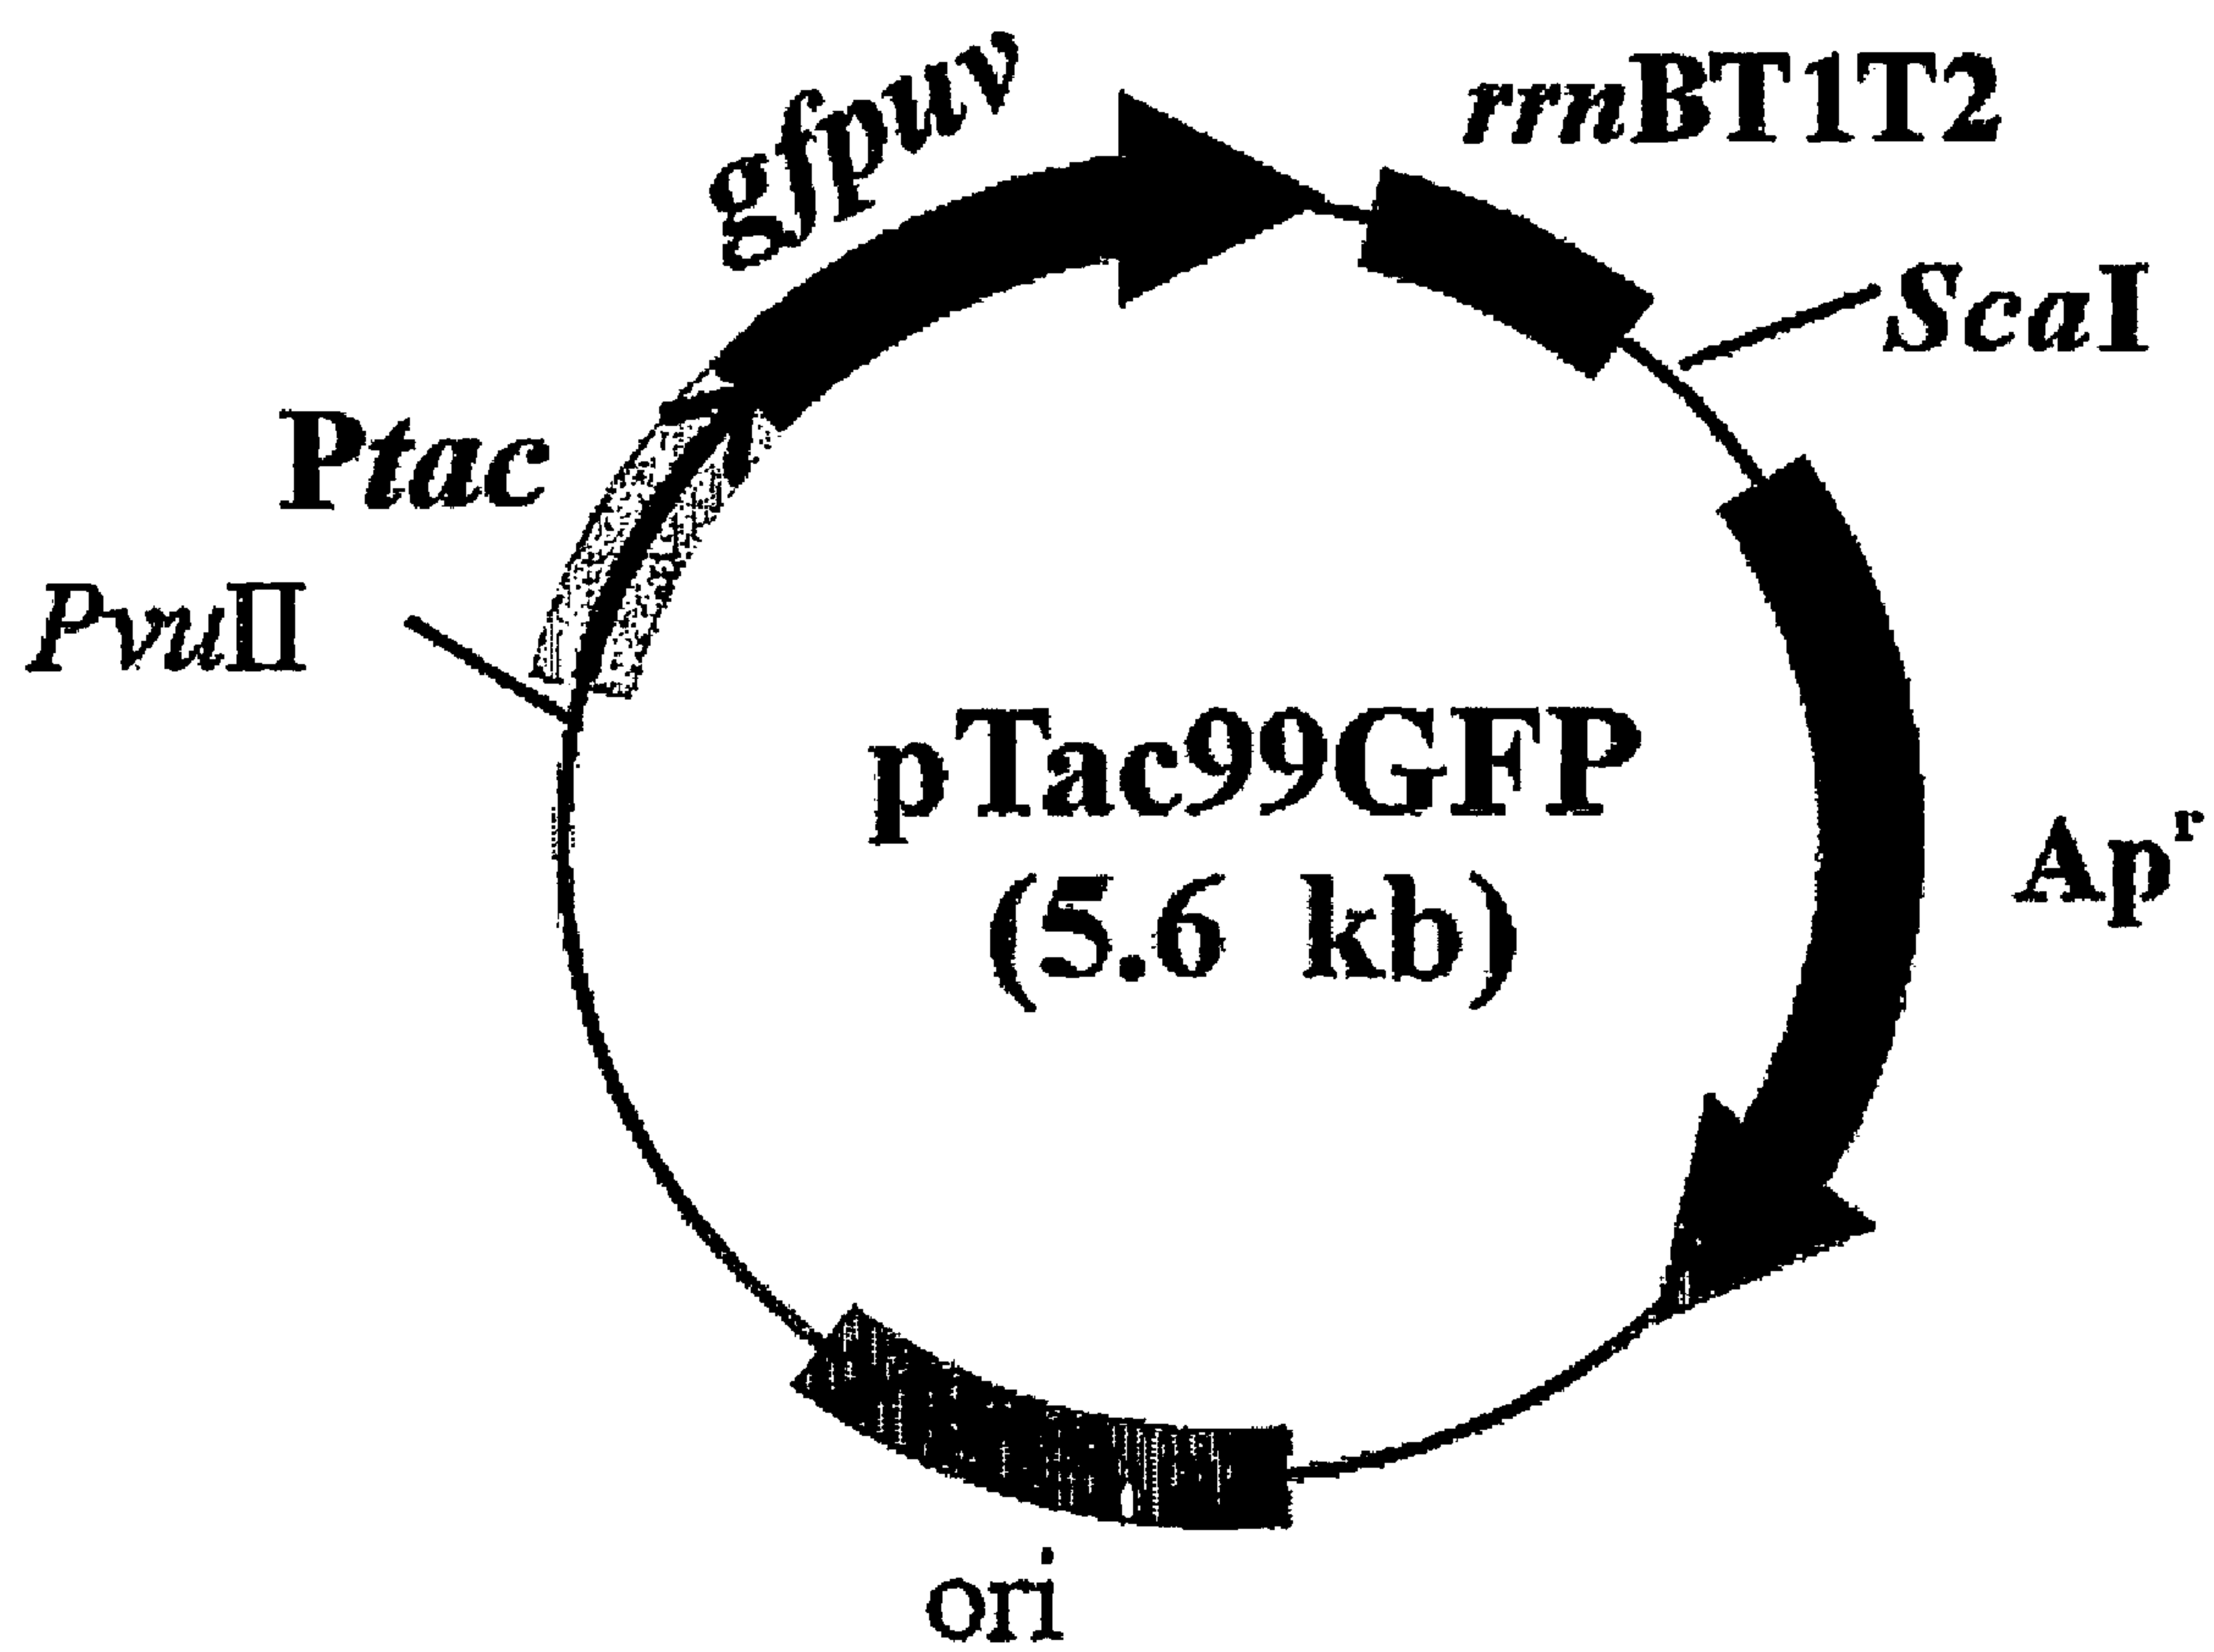 gfpuv
rrnBT1T2
ScaI
Ptac
PvuII
pTac99GFP
(5.6 kb)
Apʳ
ori